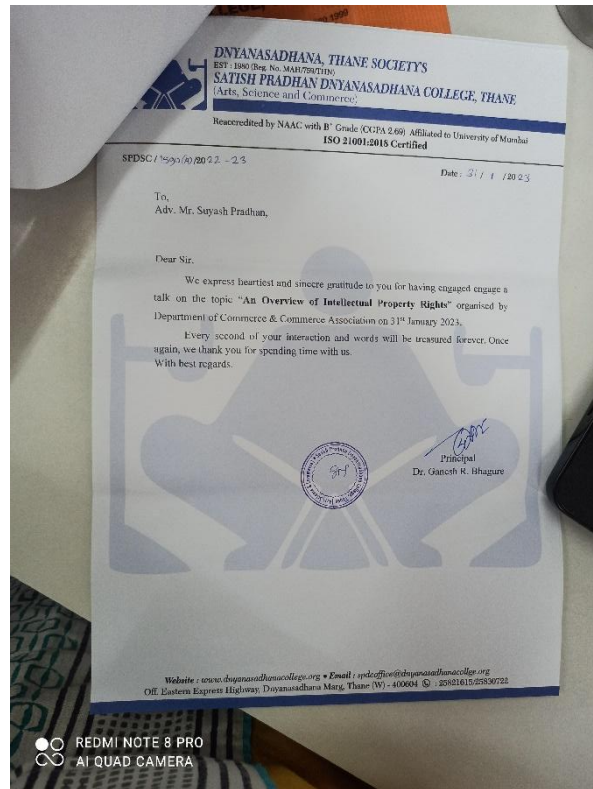 1999
DNYANASADHANA, THANE SOCIETY'S
EST : 1980 (Reg. No. MAH/759/THN)
SATISH PRADHAN DNYANASADHANA COLLEGE, THANE
(Arts, Science and Commerce)
Reaccredited by NAAC with B+ Grade (CGPA 2.69) Affiliated to University of Mumbai
ISO 21001:2018 Certified
SPDSC / /2022 - 23
Date : 31 / 1 / 2023
To,
Adv. Mr. Suyash Pradhan,
Dear Sir.
We express heartiest and sincere gratitude to you for having engaged engage a
talk on the topic "An Overview of Intellectual Property Rights" organised by
Department of Commerce & Commerce Association on 31st January 2023.
Every second of your interaction and words will be treasured forever. Once
again, we thank you for spending time with us.
With best regards.
Principal
Dr. Ganesh R. Bhagure
Website : www.dnyanasadhanacollege.org • Email : spdcoffice@dnyanasadhanacollge.org
Off. Eastern Express Highway, Dnyanasadhana Marg, Thane (W) - 400604 : 25821615/25830722
REDMI NOTE 8 PRO
AI QUAD CAMERA